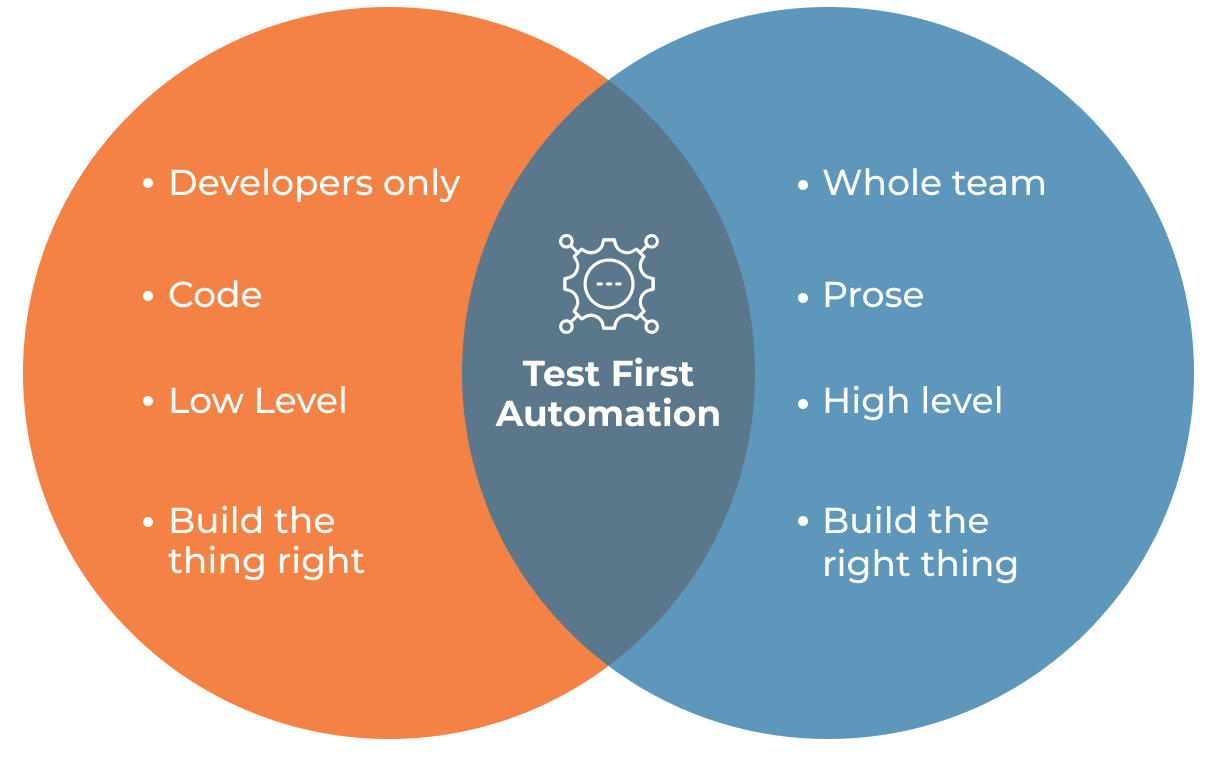 • Developers only
• Code
• Low Level
• Build the
thing right
Test First
Automation
• Whole team
• Prose
• High level
• Build the
right thing